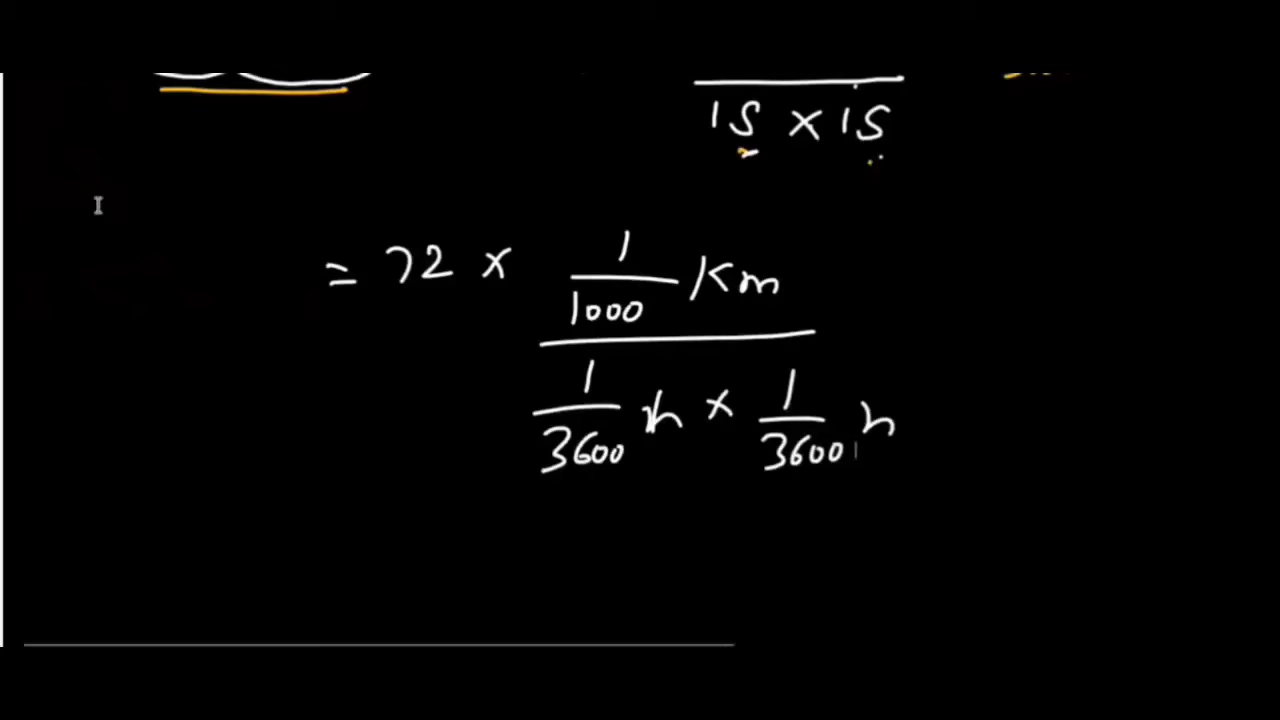 1S × 1S
= 72 × 1
1000 Km
1 h × 1 h
3600 3600